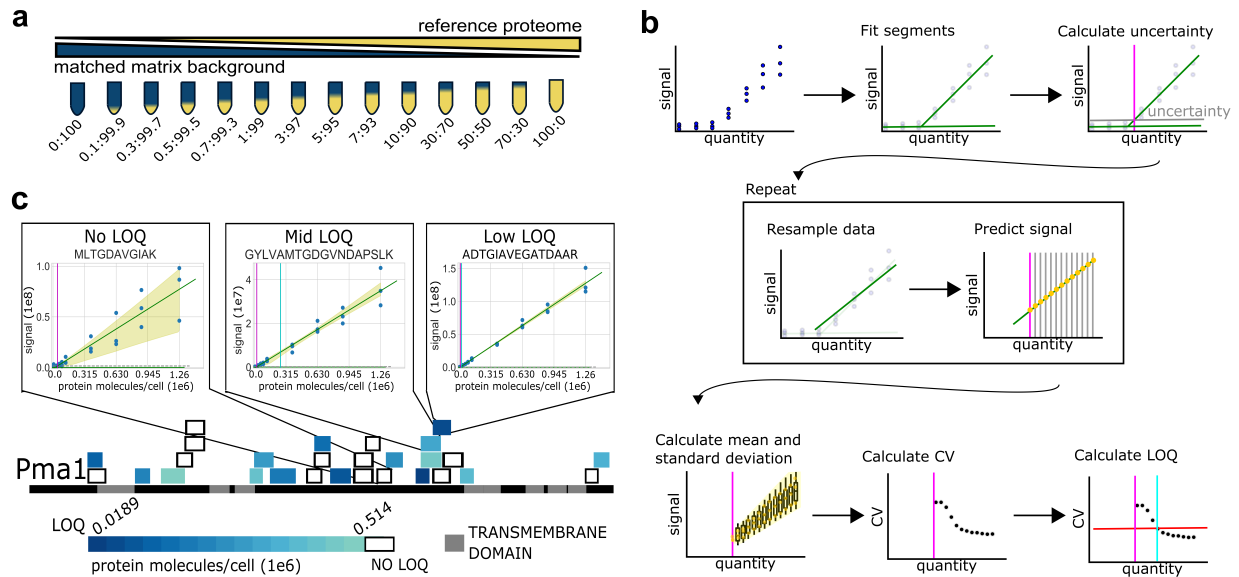 a
reference proteome
matched matrix background
0:100
0.1:99.9
0.3:99.7
0.5:99.5
0.7:99.3
1:99
3:97
5:95
7:93
10:90
30:70
50:50
70:30
100:0
b
Fit segments
Calculate uncertainty
signal
quantity
signal
quantity
signal
uncertainty
quantity
Repeat
Resample data
Predict signal
signal
quantity
signal
quantity
Calculate mean and
standard deviation
Calculate CV
Calculate LOQ
signal
quantity
CV
quantity
CV
quantity
c
No LOQ
MLTGDAVGIAK
signal (1e8)
1.0
0.5
0.0
0.0 0.315 0.630 0.945 1.26
protein molecules/cell (1e6)
Mid LOQ
GYLVAMTGDGVNDAPSLK
signal (1e7)
4
2
0
0.0 0.315 0.630 0.945 1.26
protein molecules/cell (1e6)
Low LOQ
ADTGIAVEGATDAAR
signal (1e8)
1.5
1.0
0.5
0.0
0.0 0.315 0.630 0.945 1.26
protein molecules/cell (1e6)
Pma1
LOQ
0.0189
0.514
protein molecules/cell (1e6)
NO LOQ
TRANSMEMBRANE
DOMAIN